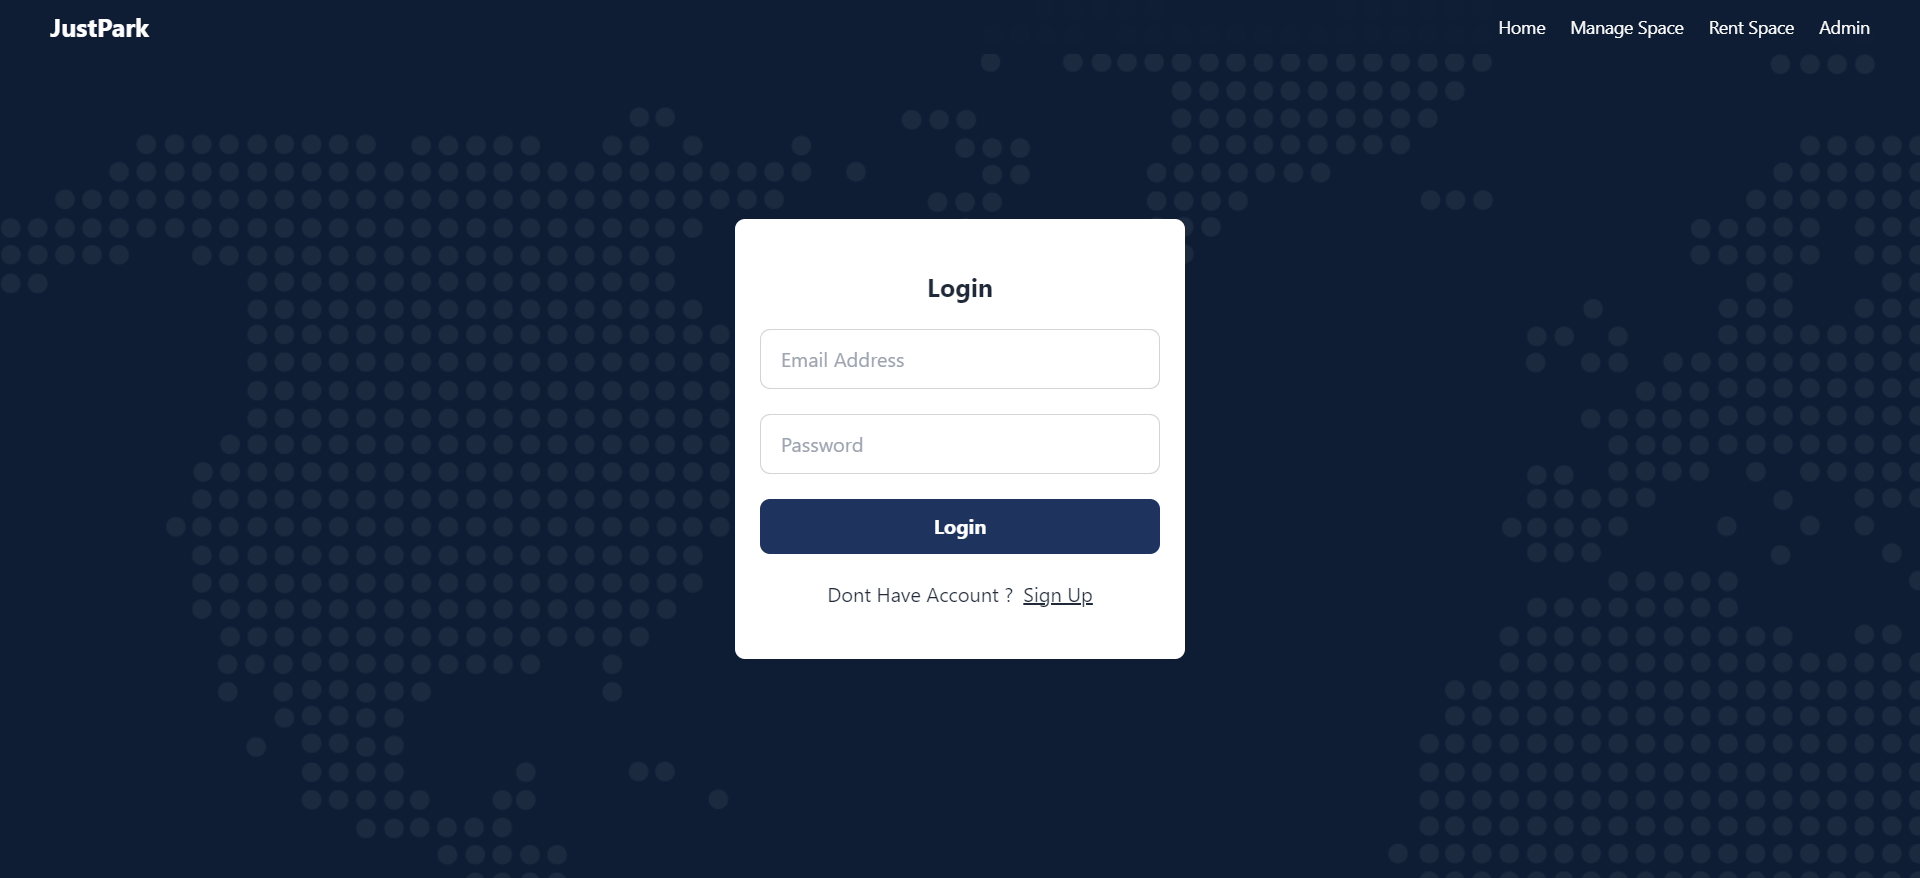 JustPark
Home Manage Space Rent Space Admin
Login
Email Address
Password
Login
Dont Have Account ? Sign Up